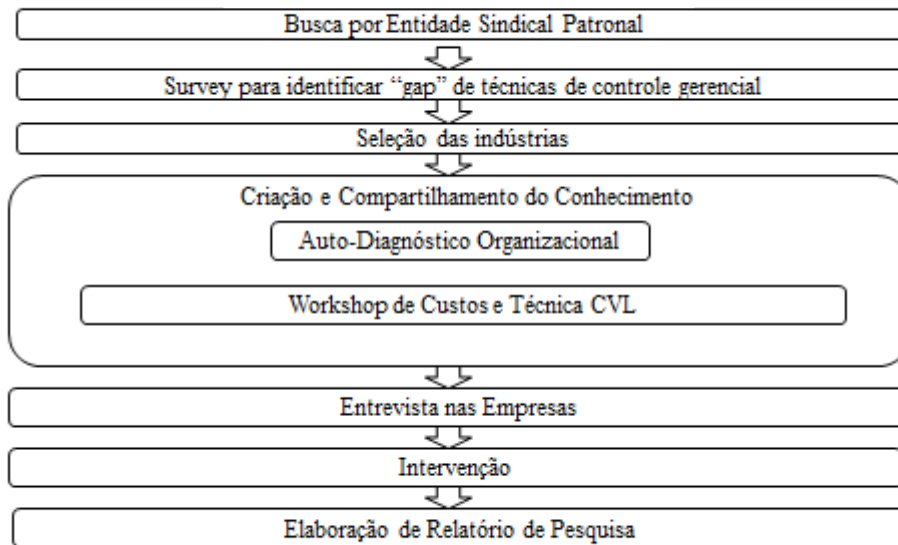 Busca por Entidade Sindical Patronal
Survey para identificar “gap” de técnicas de controle gerencial
Seleção das indústrias
Criação e Compartilhamento do Conhecimento
Auto-Diagnóstico Organizacional
Workshop de Custos e Técnica CVL
Entrevista nas Empresas
Intervenção
Elaboração de Relatório de Pesquisa